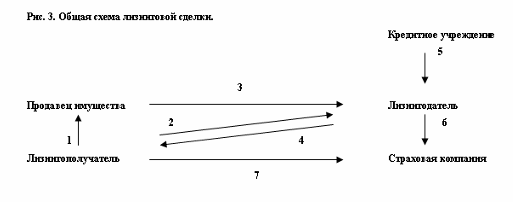 Рис. 3. Общая схема лизинговой сделки.
Кредитное учреждение
5
3
Продавец имущества
Лизингодатель
2
1
4
6
Лизингополучатель
Страховая компания
7